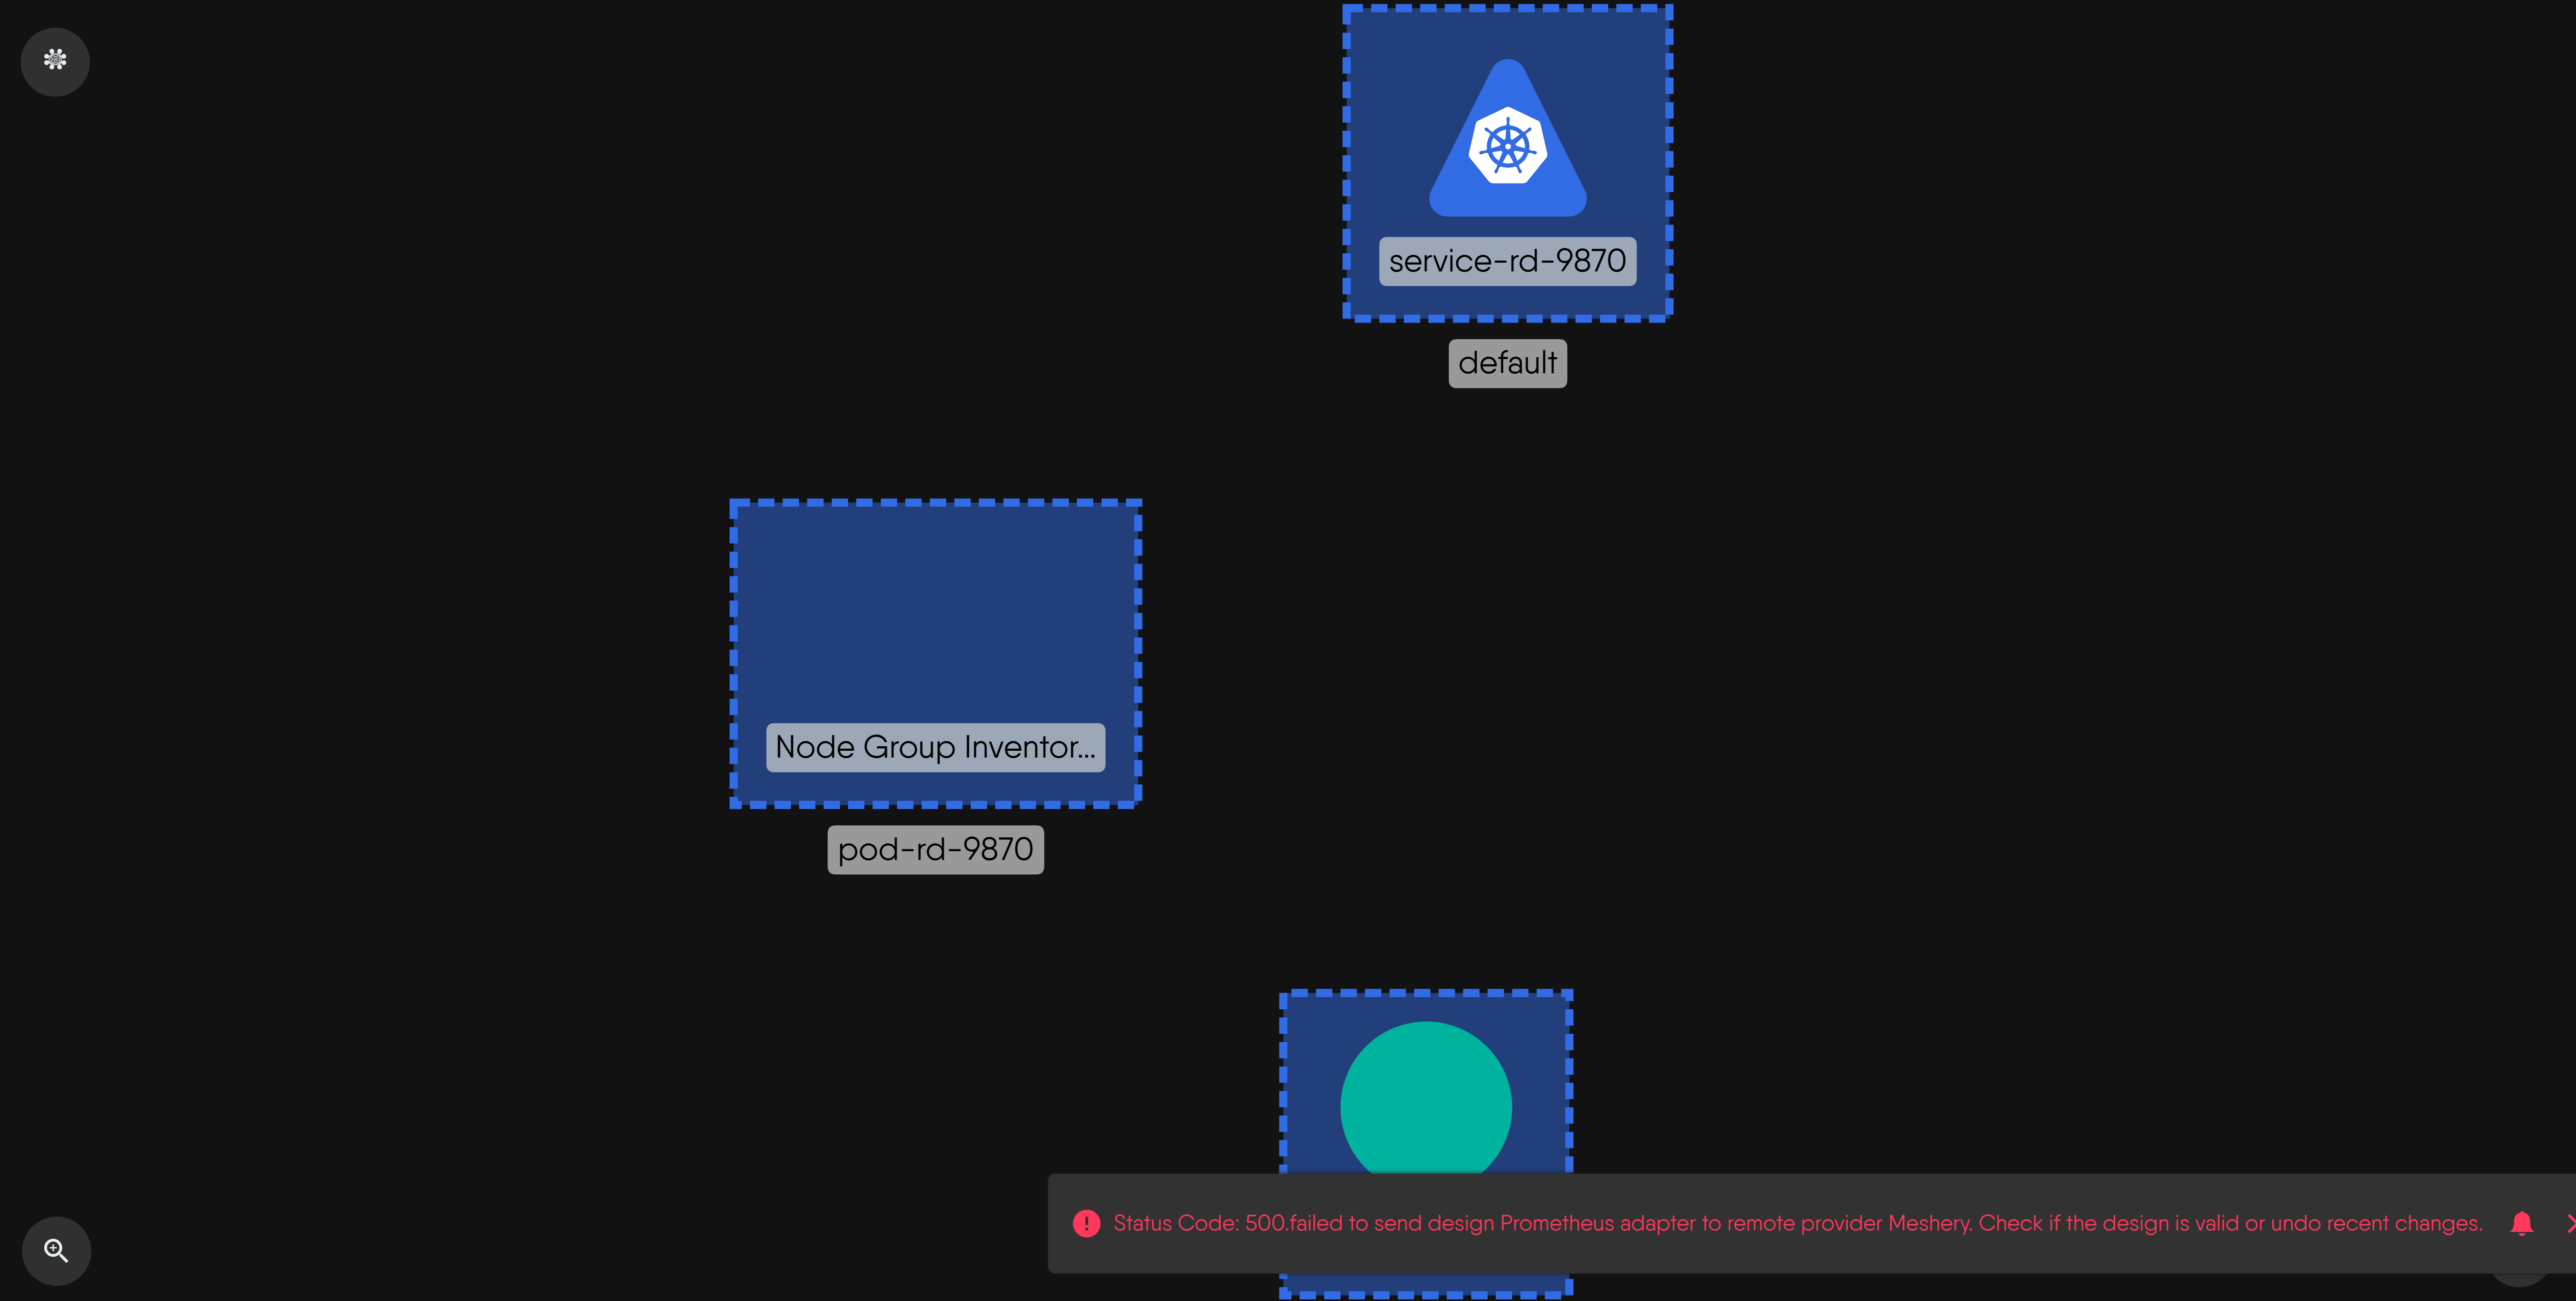 service-rd-9870
default
Node Group Inventor...
pod-rd-9870
Status Code: 500.failed to send design Prometheus adapter to remote provider Meshery. Check if the design is valid or undo recent changes.